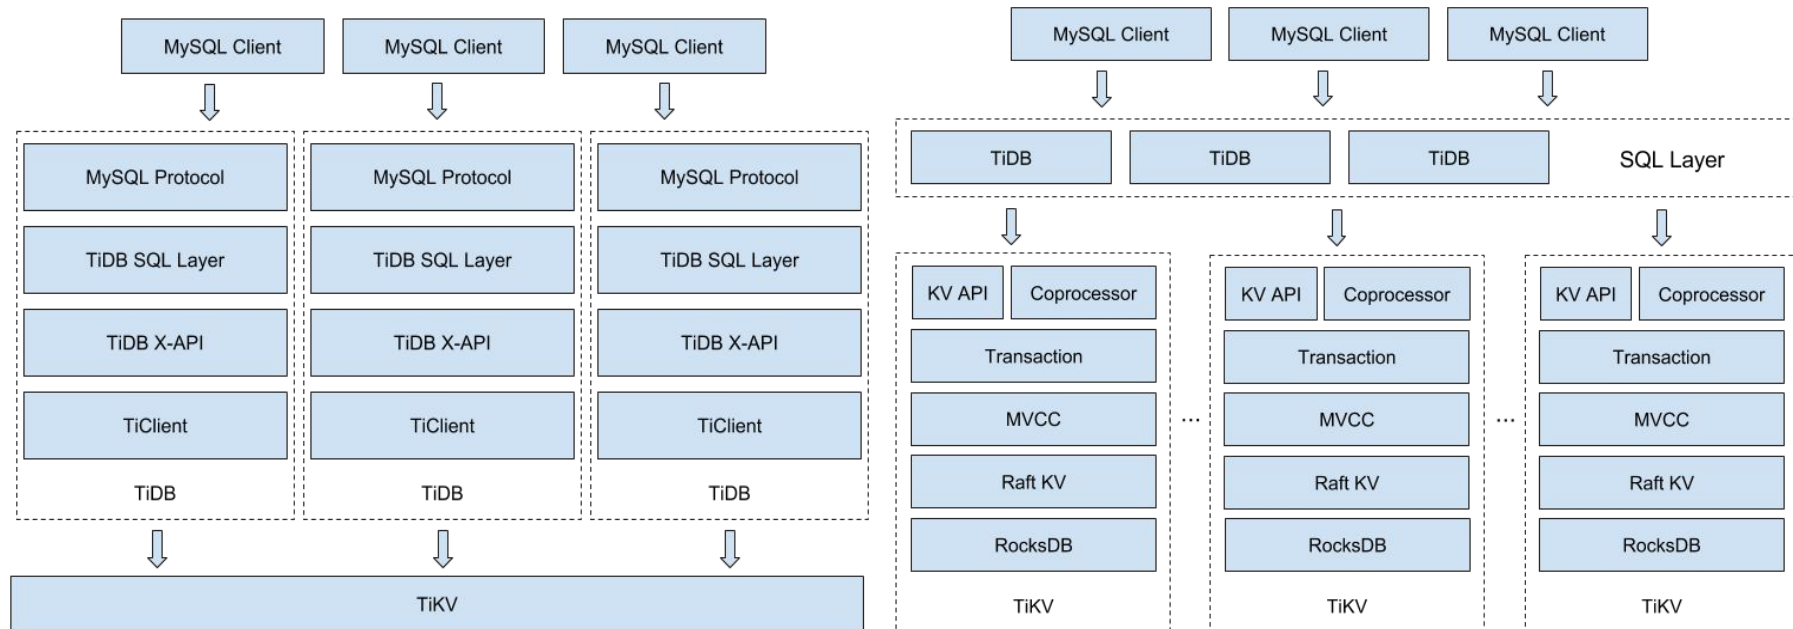 MySQL Client
MySQL Client
MySQL Client
MySQL Protocol
MySQL Protocol
MySQL Protocol
TiDB SQL Layer
TiDB SQL Layer
TiDB SQL Layer
TiDB X-API
TiDB X-API
TiDB X-API
TiClient
TiClient
TiClient
TiDB
TiDB
TiDB
TiKV
MySQL Client
MySQL Client
MySQL Client
TiDB
TiDB
TiDB
SQL Layer
KV API
Coprocessor
KV API
Coprocessor
KV API
Coprocessor
Transaction
Transaction
Transaction
MVCC
...
MVCC
...
MVCC
Raft KV
Raft KV
Raft KV
RocksDB
RocksDB
RocksDB
TiKV
TiKV
TiKV